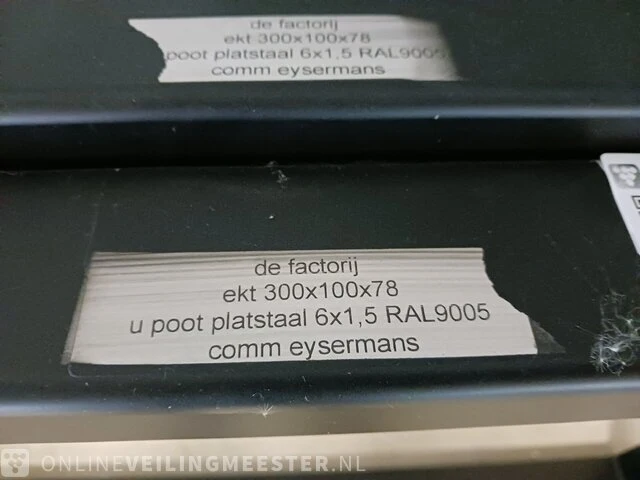 de factorij
ekt 300x100x78
poot platstaal 6x1,5 RAL9005
comm eysermans
de factorij
ekt 300x100x78
u poot platstaal 6x1,5 RAL9005
comm eysermans
ONLINEVEILINGMEESTER.NL